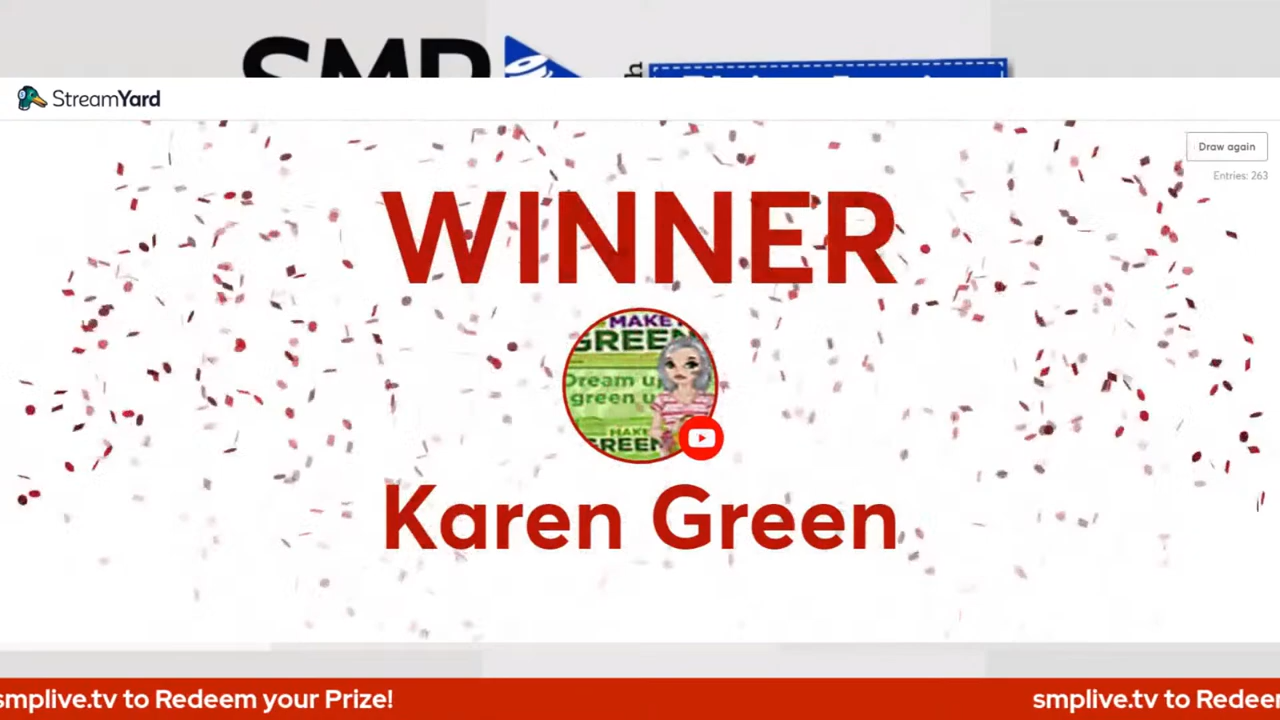 SMP
StreamYard
Draw again
Entries: 263
WINNER
MAKE
GREEN
Dream up
green u
MAKE
GREEN
Karen Green
smplive.tv to Redeem your Prize!
smplive.tv to Redeem